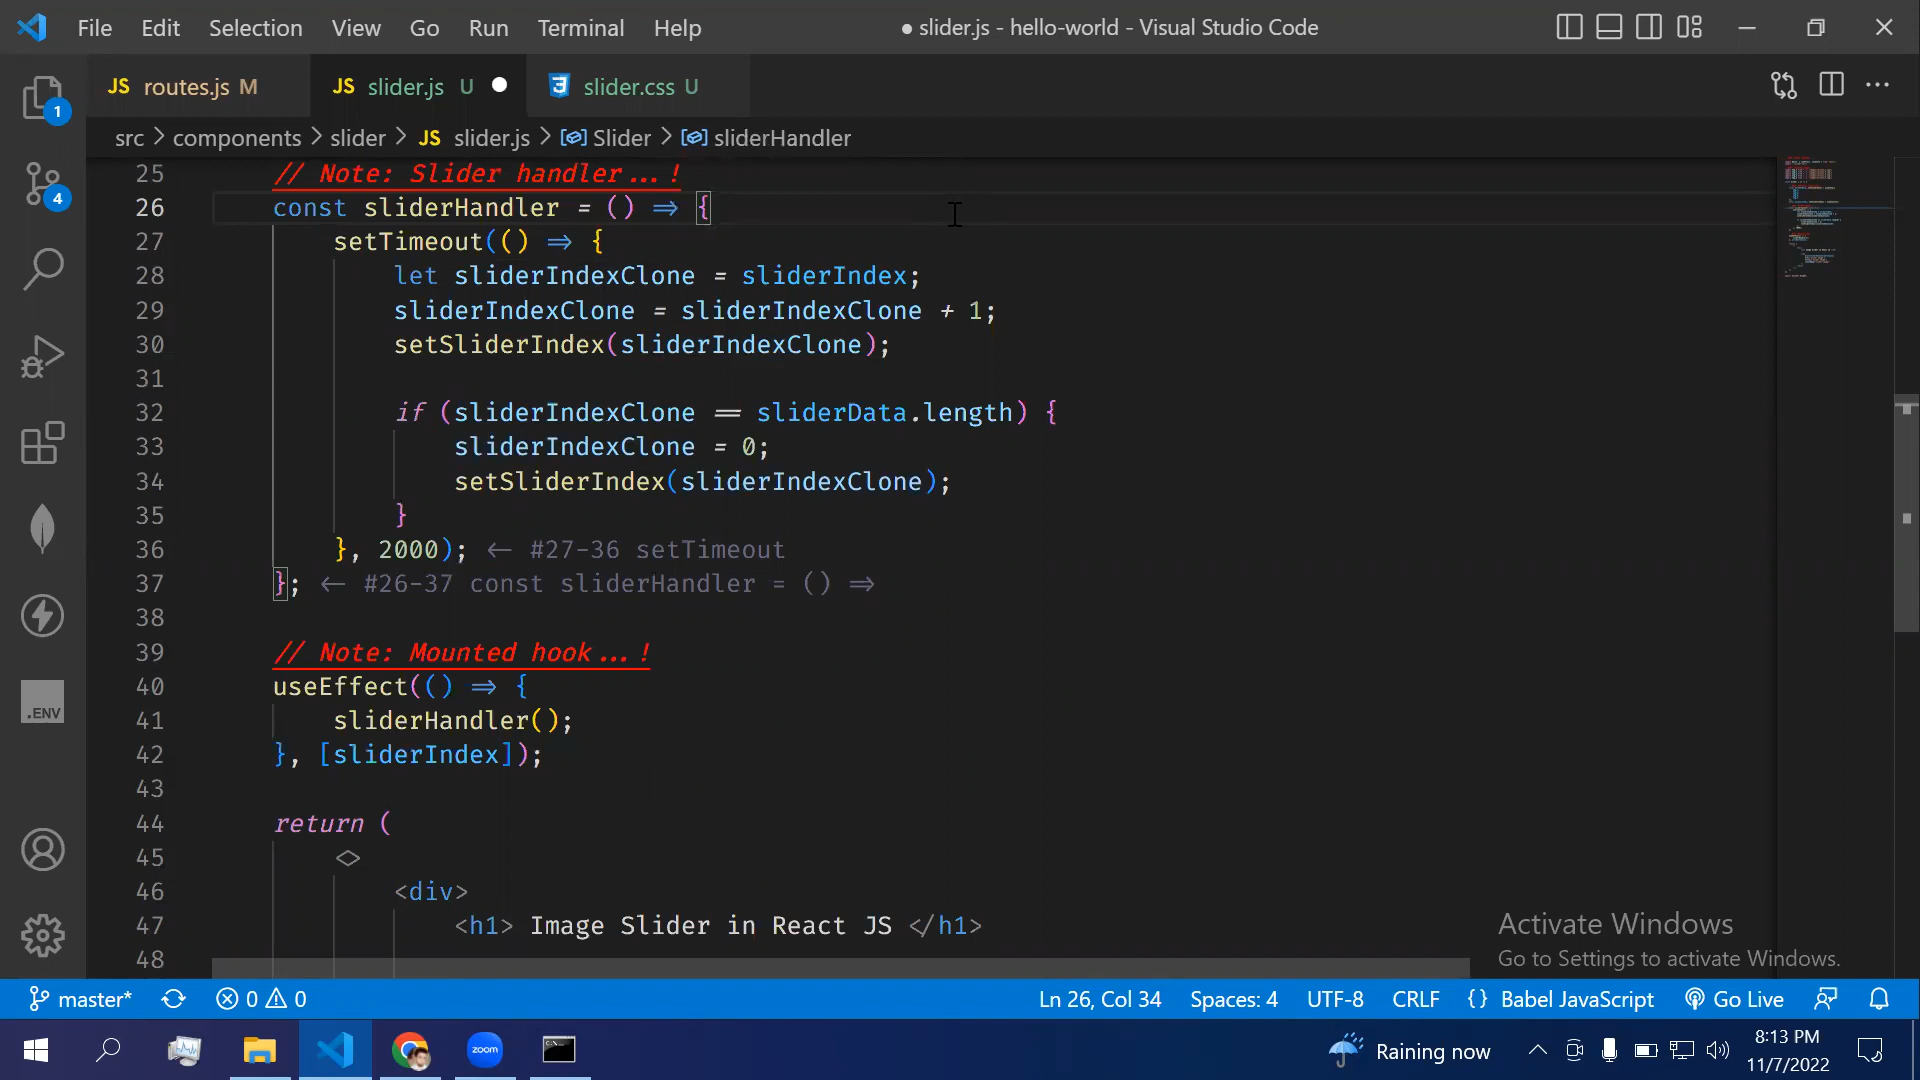 File Edit Selection View Go Run Terminal Help
● slider.js - hello-world - Visual Studio Code
JS routes.js M
JS slider.js U ●
slider.css U
src > components > slider > JS slider.js > Slider > sliderHandler
25 // Note: Slider handler...!
26 const sliderHandler = () => {
27 setTimeout(() => {
28 let sliderIndexClone = sliderIndex;
29 sliderIndexClone = sliderIndexClone + 1;
30 setSliderIndex(sliderIndexClone);
31
32 if (sliderIndexClone == sliderData.length) {
33 sliderIndexClone = 0;
34 setSliderIndex(sliderIndexClone);
35 }
36 }, 2000); <- #27-36 setTimeout
37 }; <- #26-37 const sliderHandler = () =>
38
39 // Note: Mounted hook...!
40 useEffect(() => {
41 sliderHandler();
42 }, [sliderIndex]);
43
44 return (
45 <>
46 <div>
47 <h1> Image Slider in React JS </h1>
48
1
4
.ENV
Activate Windows
Go to Settings to activate Windows.
master* 0 0 Ln 26, Col 34 Spaces: 4 UTF-8 CRLF {} Babel JavaScript Go Live
zoom
Raining now
8:13 PM
11/7/2022